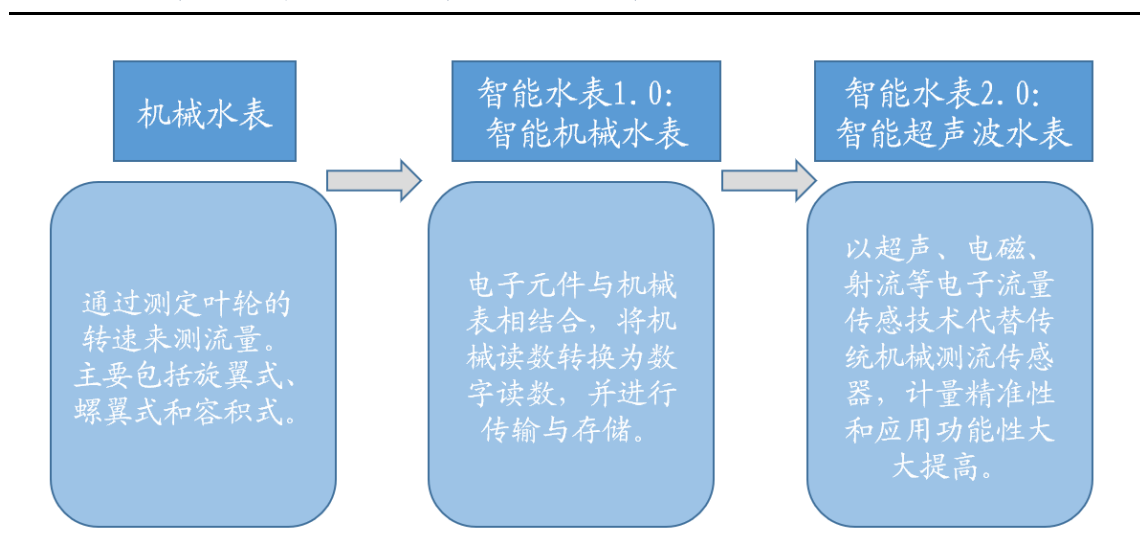 机械水表
智能水表1.0:
智能机械水表
智能水表2.0:
智能超声波水表
通过测定叶轮的
转速来测流量。
主要包括旋翼式、
螺翼式和容积式。
电子元件与机械
表相结合，将机
械读数转换为数
字读数，并进行
传输与存储。
以超声、电磁、
射流等电子流量
传感技术代替传
统机械测流传感
器，计量精准性
和应用功能性大
大提高。